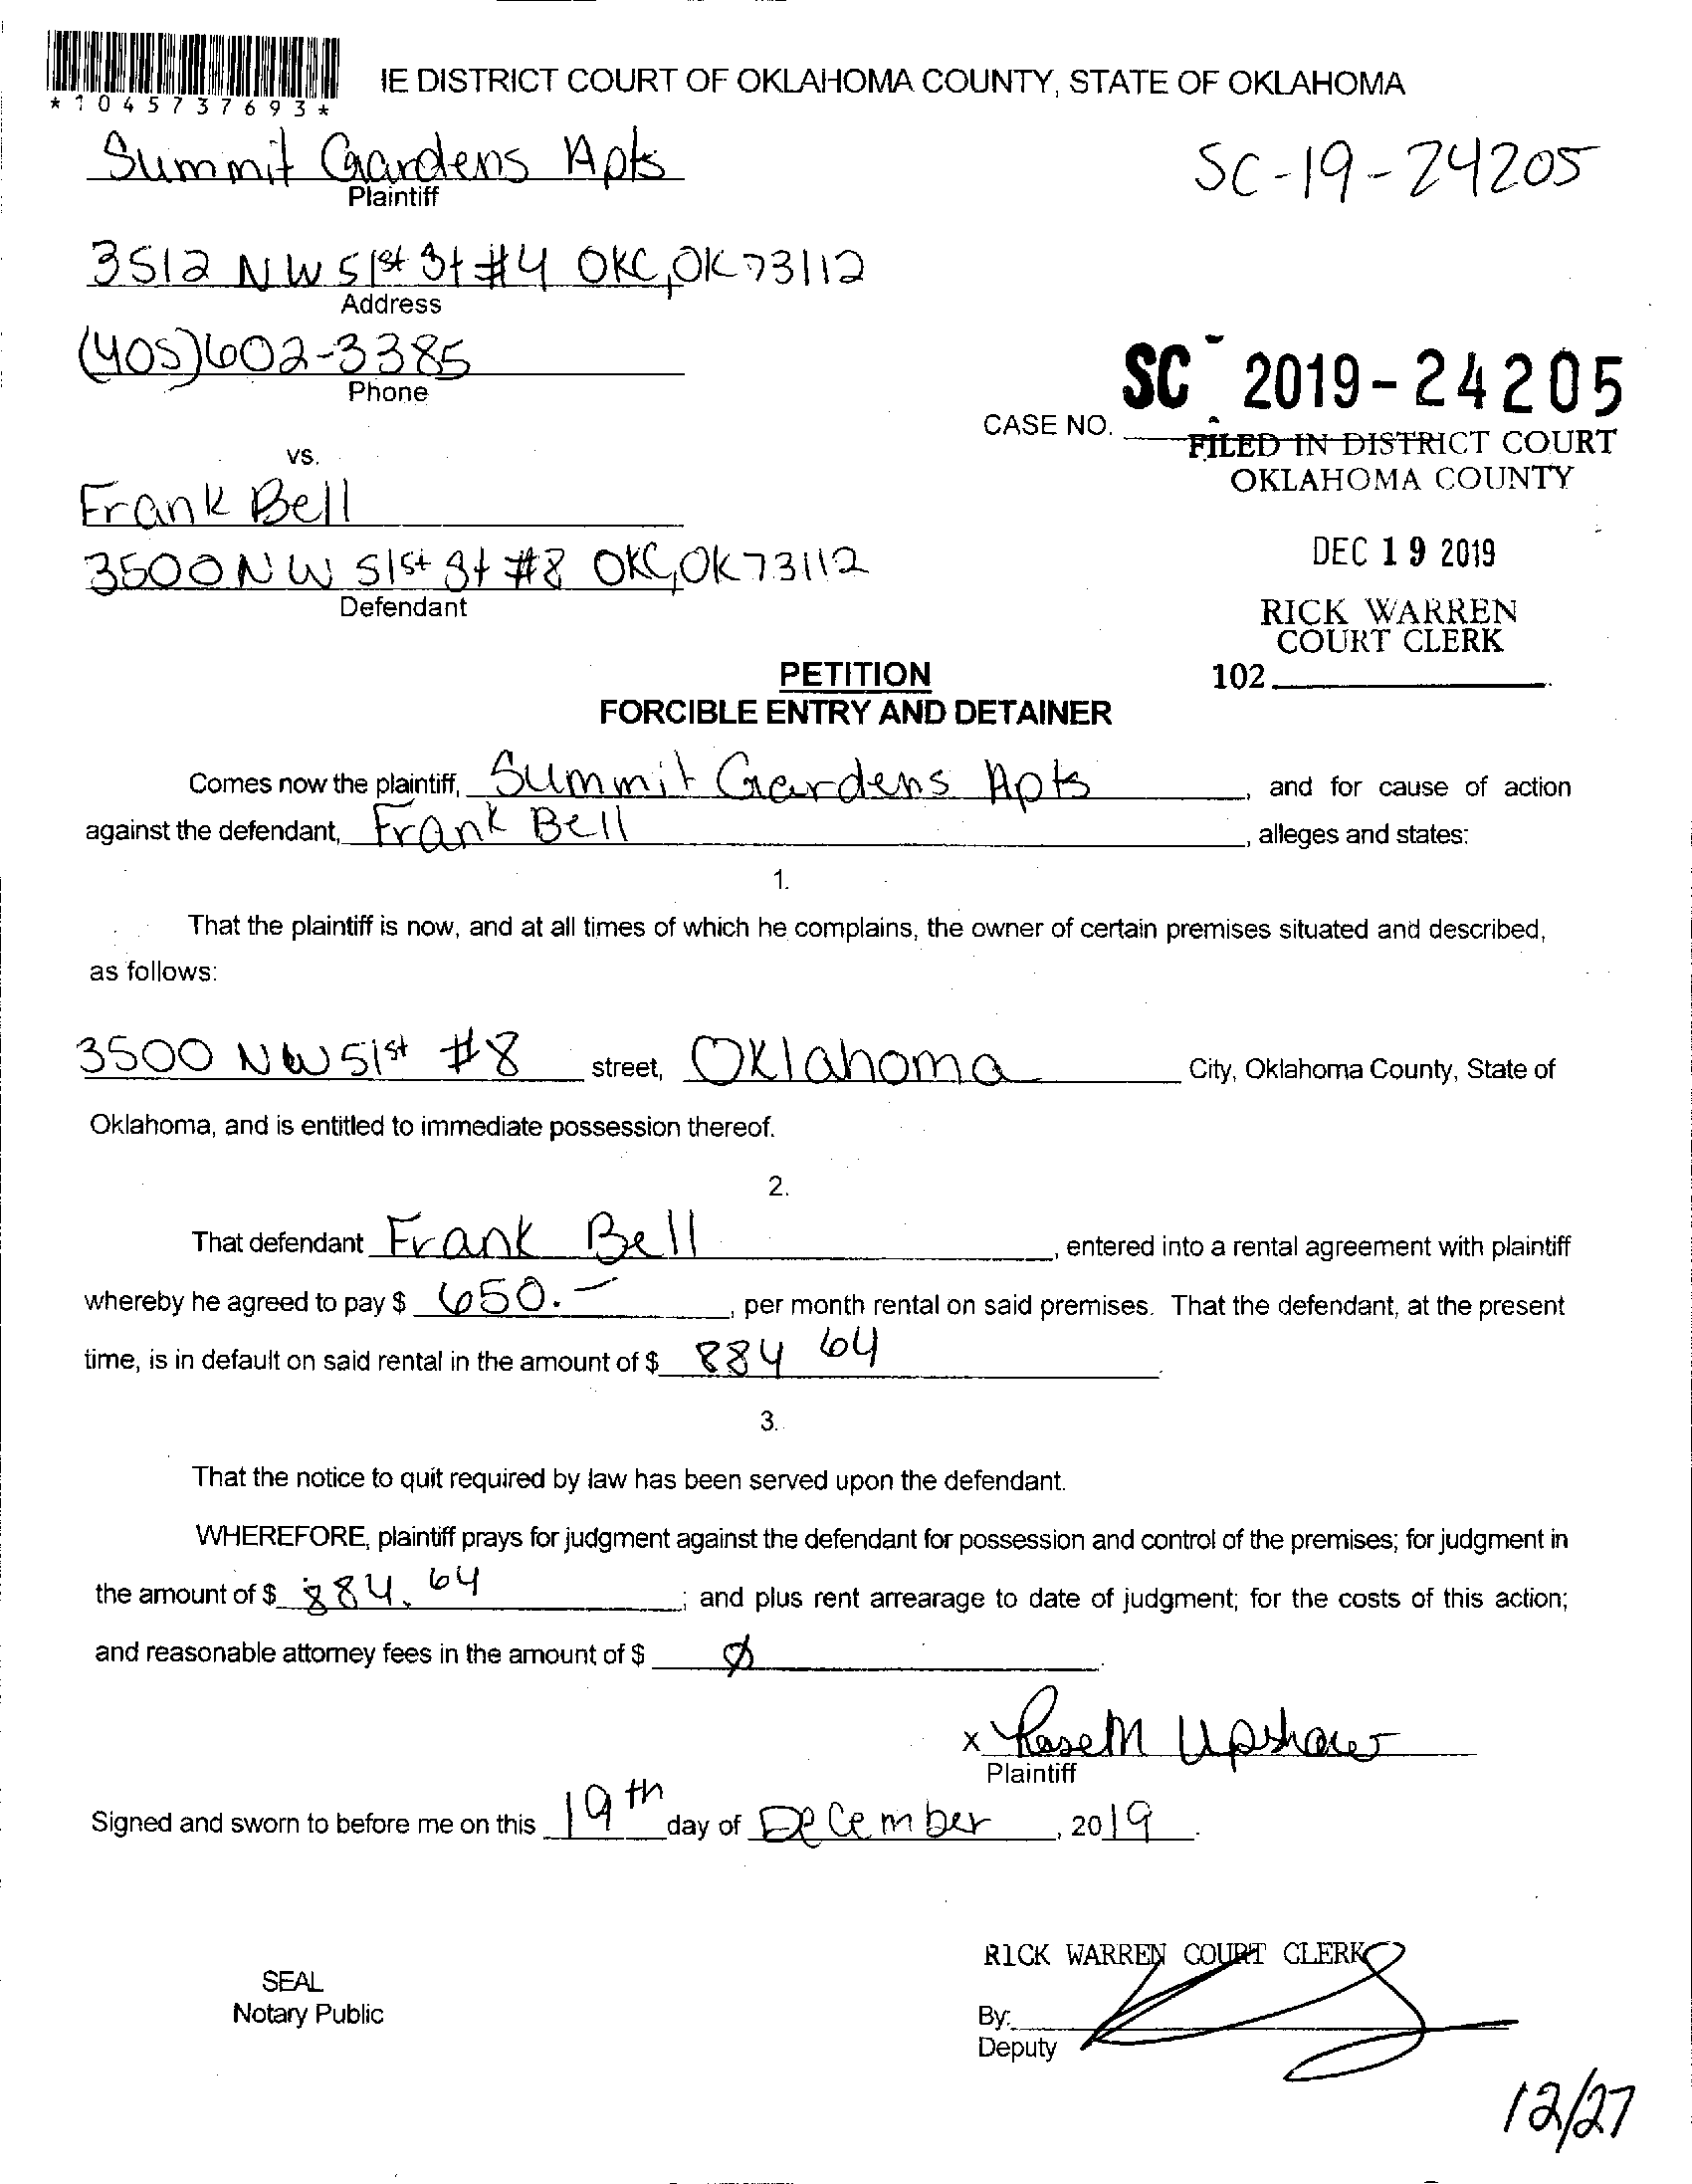 *1045737693*
IE DISTRICT COURT OF OKLAHOMA COUNTY, STATE OF OKLAHOMA
Summit Gardens Apts
Plaintiff
SC-19-24205
3512 NW 51st St #4 OKC, OK 73112
Address
(405)602-3385
Phone
SC 2019-24205
CASE NO.
FILED IN DISTRICT COURT
OKLAHOMA COUNTY
vs.
Frank Bell
3500 NW 51st St #8 OKC, OK 73112
Defendant
DEC 19 2019
RICK WARREN
COURT CLERK
102
PETITION
FORCIBLE ENTRY AND DETAINER
Comes now the plaintiff, Summit Gardens Apts, and for cause of action
against the defendant, Frank Bell, alleges and states:
1.
That the plaintiff is now, and at all times of which he complains, the owner of certain premises situated and described,
as follows:
3500 NW 51st #8 street, Oklahoma City, Oklahoma County, State of
Oklahoma, and is entitled to immediate possession thereof.
2.
That defendant Frank Bell, entered into a rental agreement with plaintiff
whereby he agreed to pay $ 650.-, per month rental on said premises. That the defendant, at the present
time, is in default on said rental in the amount of $ 884 64.
3.
That the notice to quit required by law has been served upon the defendant.
WHEREFORE, plaintiff prays for judgment against the defendant for possession and control of the premises; for judgment in
the amount of $ 884.64; and plus rent arrearage to date of judgment; for the costs of this action;
and reasonable attorney fees in the amount of $ Ø.
x Rose M Upshaw
Plaintiff
Signed and sworn to before me on this 19th day of December, 2019.
RICK WARREN COURT CLERK
SEAL
Notary Public
By:
Deputy
12/27